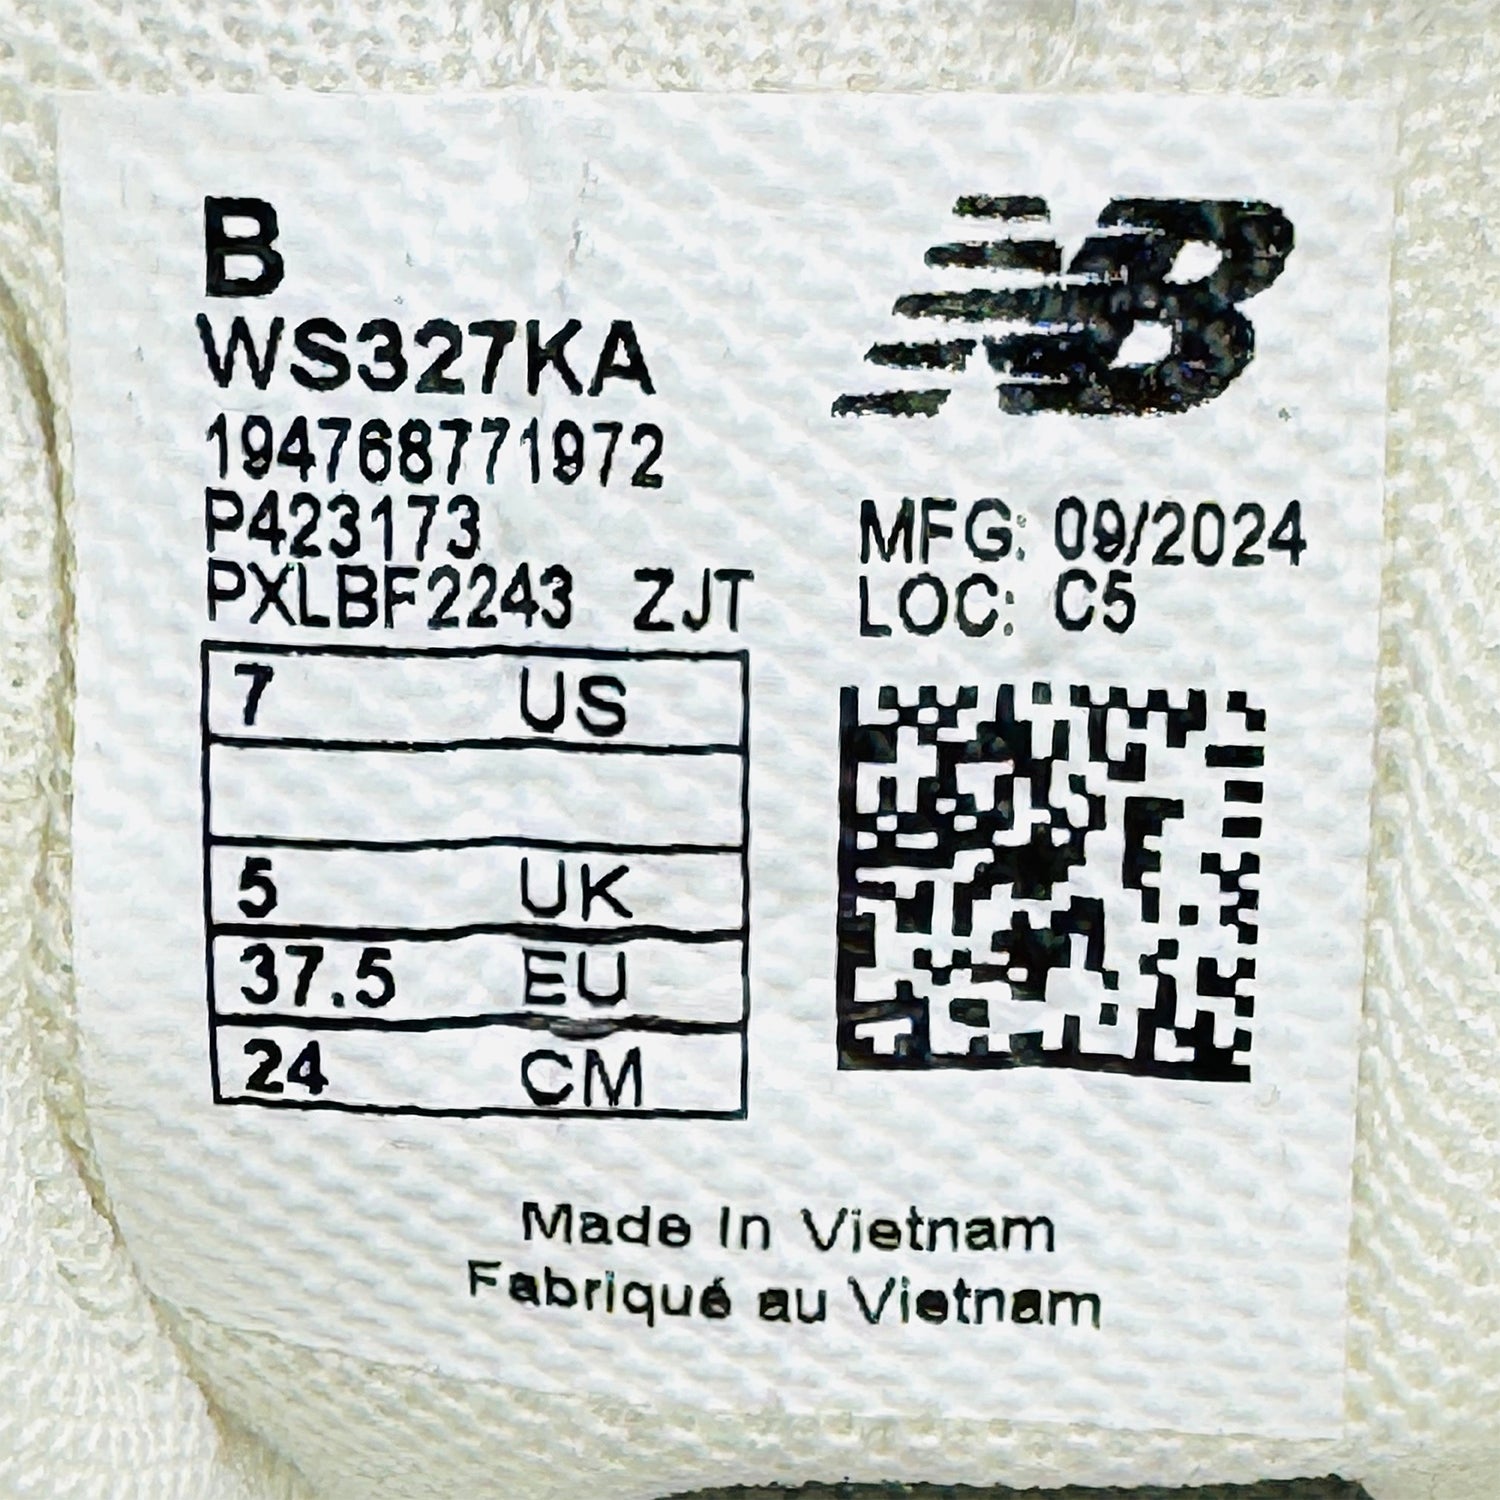 B
WS327KA
194768771972
P423173
PXLBF2243 ZJT
NB
MFG: 09/2024
LOC: C5
7 US
5 UK
37.5 EU
24 CM
Made In Vietnam
Fabriqué au Vietnam